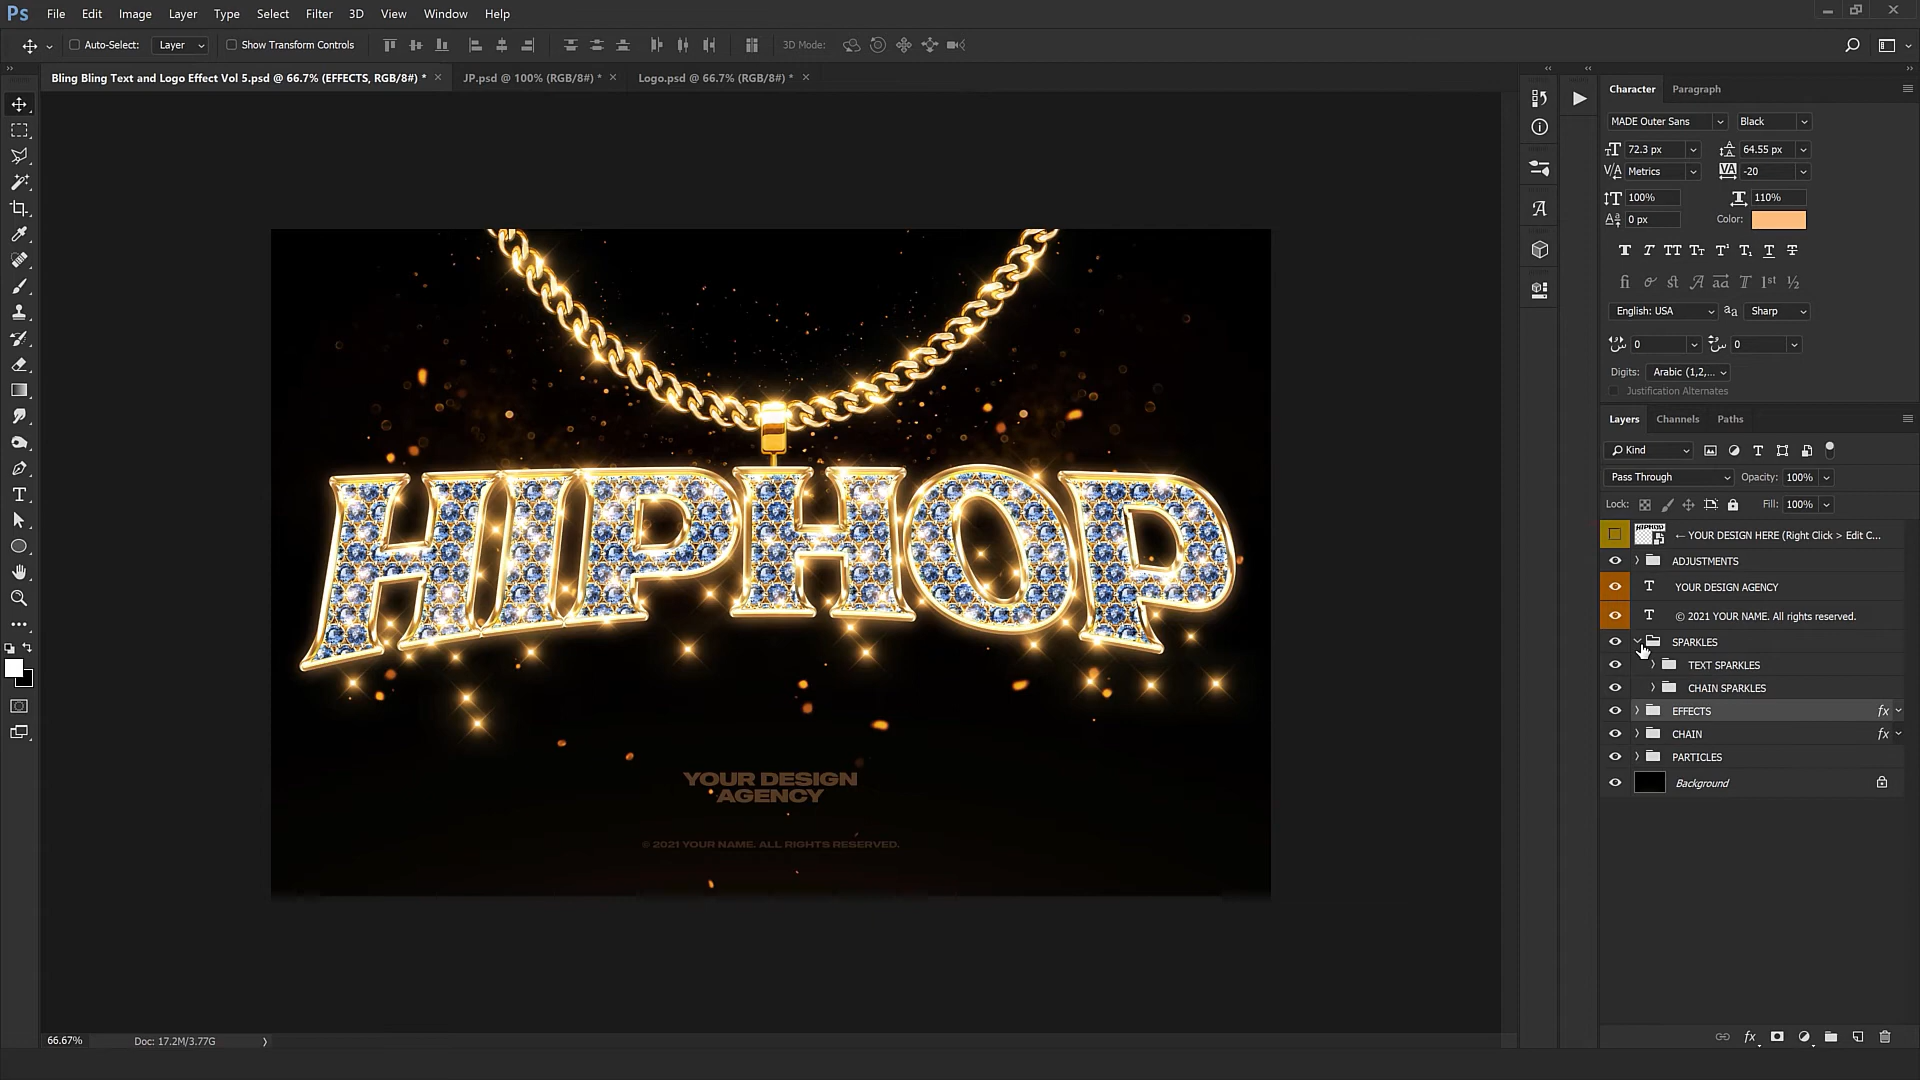 Ps File Edit Image Layer Type Select Filter 3D View Window Help
Auto-Select: Layer Show Transform Controls 3D Mode:
Bling Bling Text and Logo Effect Vol 5.psd @ 66.7% (EFFECTS, RGB/8#) * × JP.psd @ 100% (RGB/8#) * × Logo.psd @ 66.7% (RGB/8#) * ×
Character Paragraph
MADE Outer Sans Black
72.3 px 64.55 px
Metrics -20
100% 110%
0 px Color:
English: USA aa Sharp
0 0
Digits: Arabic (1,2,...
Justification Alternates
Layers Channels Paths
Kind
Pass Through Opacity: 100%
Lock: Fill: 100%
← YOUR DESIGN HERE (Right Click > Edit C...
ADJUSTMENTS
YOUR DESIGN AGENCY
© 2021 YOUR NAME. All rights reserved.
SPARKLES
TEXT SPARKLES
CHAIN SPARKLES
EFFECTS fx
CHAIN fx
PARTICLES
Background
HIPHOP
YOUR DESIGN
AGENCY
© 2021 YOUR NAME. ALL RIGHTS RESERVED.
66.67% Doc: 17.2M/3.77G
fx